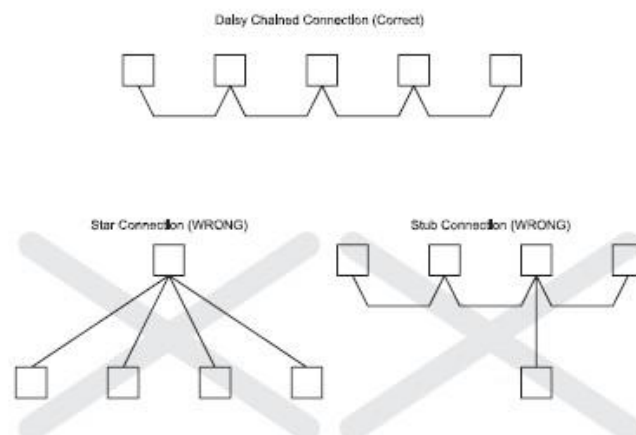 Daisy Chained Connection (Correct)
Star Connection (WRONG)
Stub Connection (WRONG)